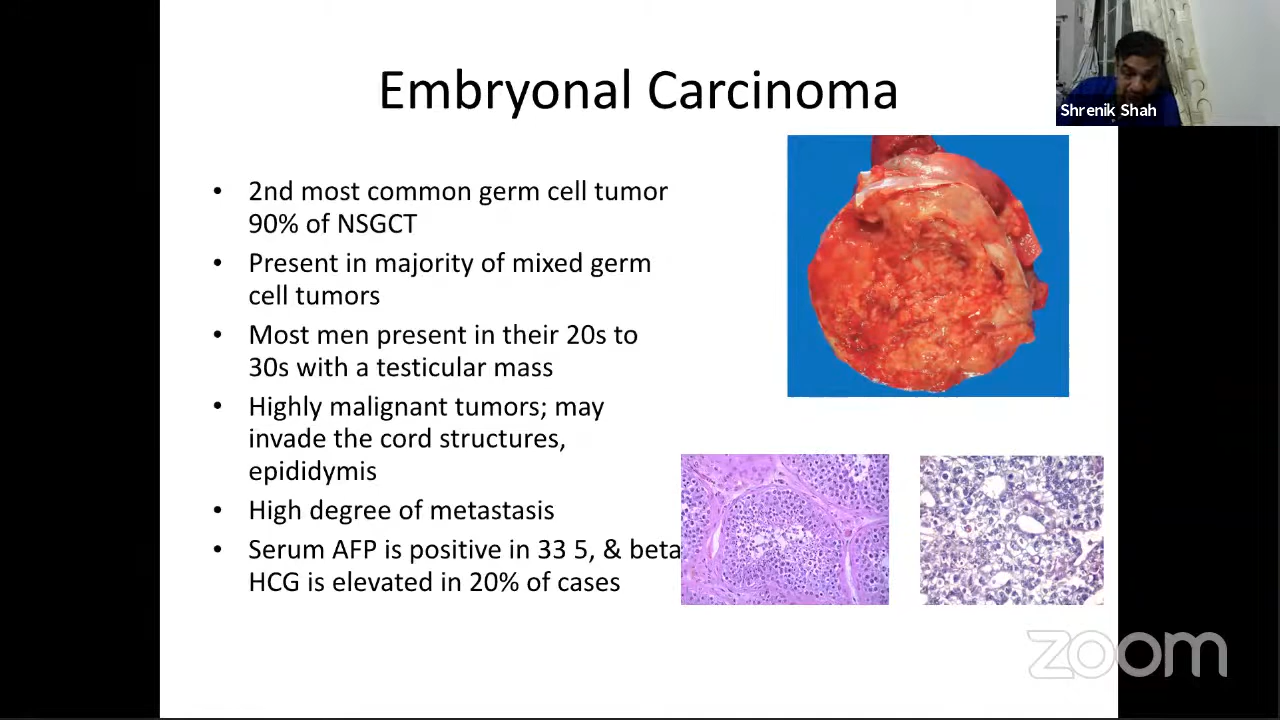 Embryonal Carcinoma
Shrenik Shah
• 2nd most common germ cell tumor
90% of NSGCT
• Present in majority of mixed germ
cell tumors
• Most men present in their 20s to
30s with a testicular mass
• Highly malignant tumors; may
invade the cord structures,
epididymis
• High degree of metastasis
• Serum AFP is positive in 33 5, & beta
HCG is elevated in 20% of cases
zoom